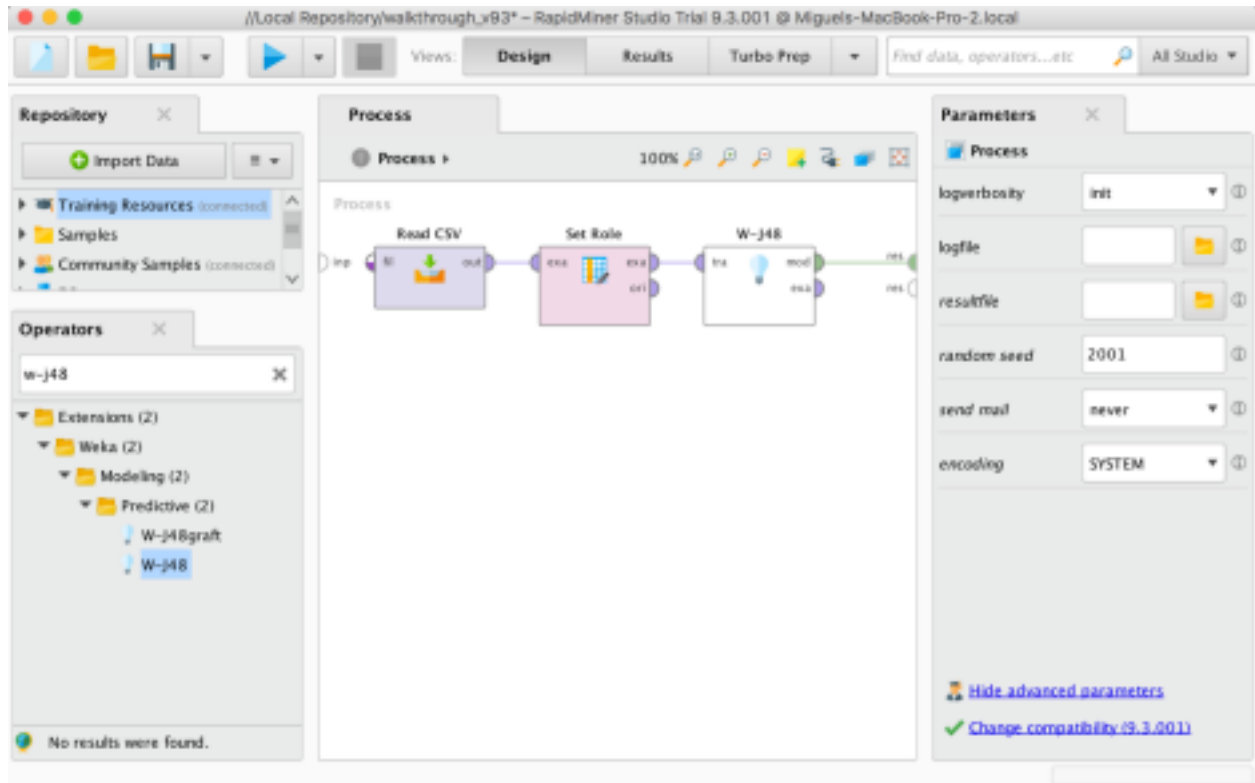 //Local Repository/walkthrough_v93* – RapidMiner Studio Trial 9.3.001 @ Miguels-MacBook-Pro-2.local
Views: Design Results Turbo Prep Find data, operators...etc All Studio
Repository
Import Data
Training Resources (connected)
Samples
Community Samples (connected)
Operators
w-j48
Extensions (2)
Weka (2)
Modeling (2)
Predictive (2)
W-J48graft
W-J48
No results were found.
Process
Process
100%
Process
Read CSV Set Role W-J48
inp fil out exa exa tra mod res
ori exa res
Parameters
Process
logverbosity init
logfile
resultfile
random seed 2001
send mail never
encoding SYSTEM
Hide advanced parameters
Change compatibility (9.3.001)